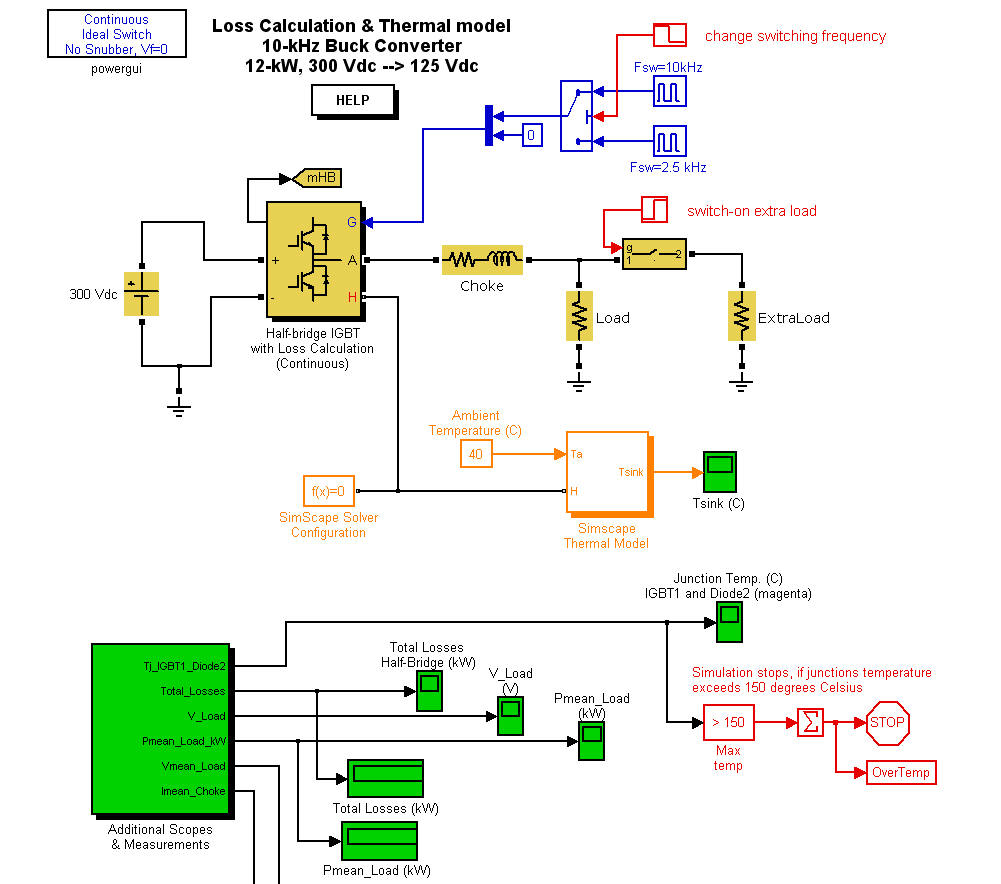 Continuous
Ideal Switch
No Snubber, Vf=0
powergui
Loss Calculation & Thermal model
10-kHz Buck Converter
12-kW, 300 Vdc --> 125 Vdc
HELP
change switching frequency
Fsw=10kHz
0
Fsw=2.5 kHz
mHB
G
+
A
-
H
300 Vdc
Half-bridge IGBT
with Loss Calculation
(Continuous)
Choke
switch-on extra load
g
1
2
+
Load
ExtraLoad
Ambient
Temperature (C)
40
Ta
Tsink
H
Tsink (C)
f(x)=0
SimScape Solver
Configuration
Simscape
Thermal Model
Junction Temp. (C)
IGBT1 and Diode2 (magenta)
Tj_IGBT1_Diode2
Total_Losses
V_Load
Pmean_Load_kW
Vmean_Load
Imean_Choke
Additional Scopes
& Measurements
Total Losses
Half-Bridge (kW)
V_Load
(V)
Pmean_Load
(kW)
Total Losses (kW)
Pmean_Load (kW)
Simulation stops, if junctions temperature
exceeds 150 degrees Celsius
> 150
Max
temp
Σ
STOP
OverTemp